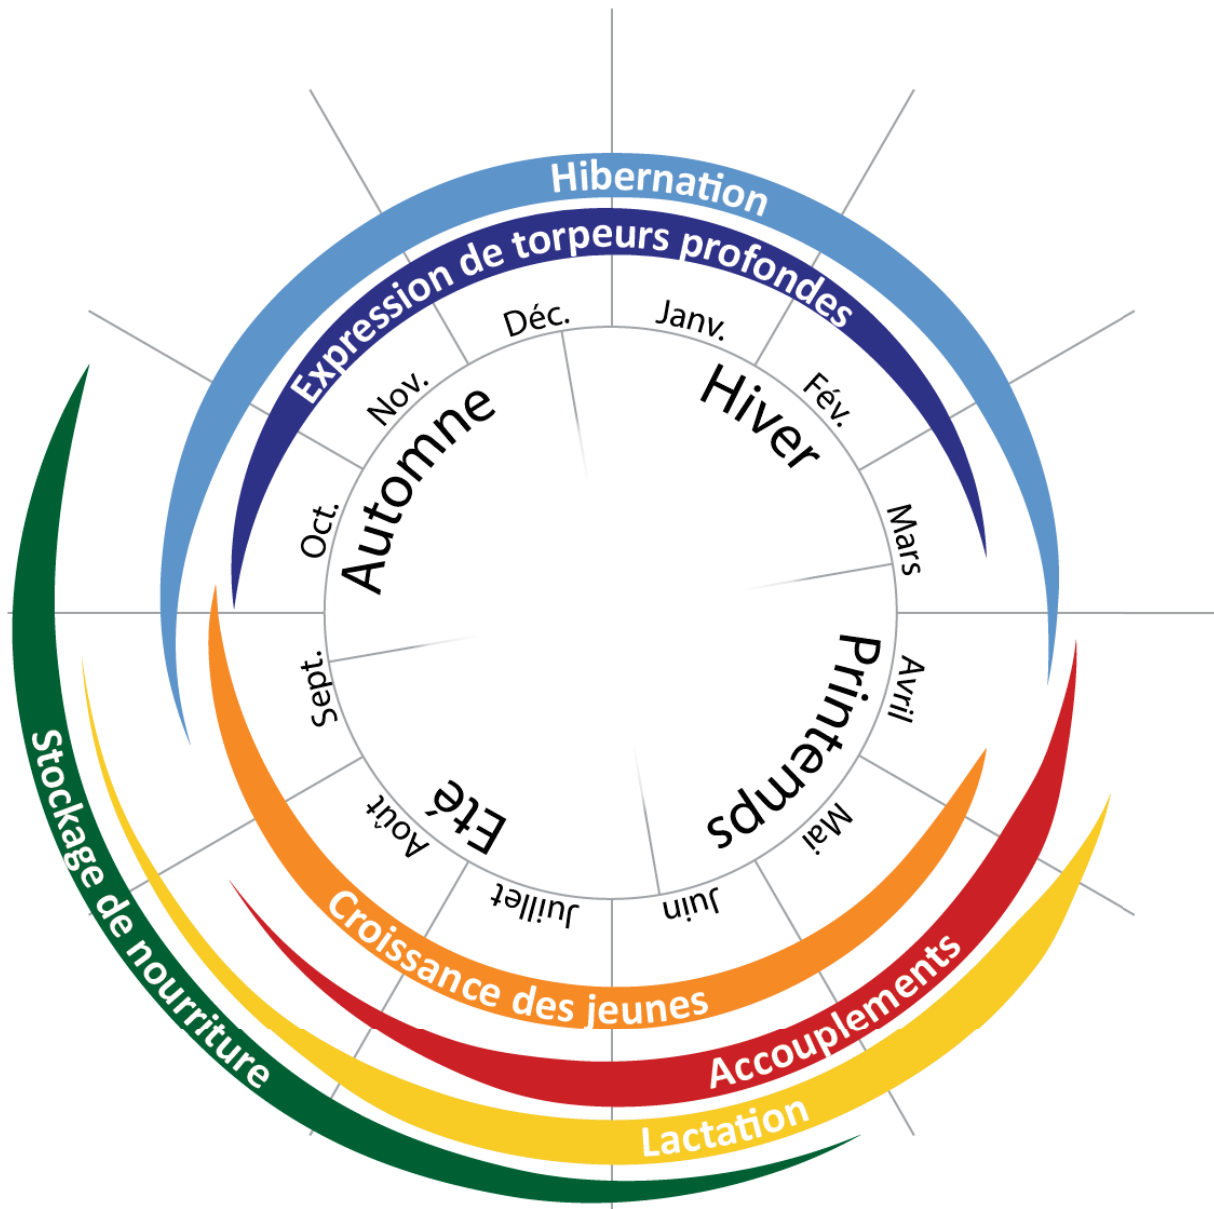 Hibernation
Expression de torpeurs profondes
Janv.
Fév.
Mars
Avril
Mai
Juin
Juillet
Août
Sept.
Oct.
Nov.
Déc.
Hiver
Printemps
Eté
Automne
Croissance des jeunes
Accouplements
Lactation
Stockage de nourriture